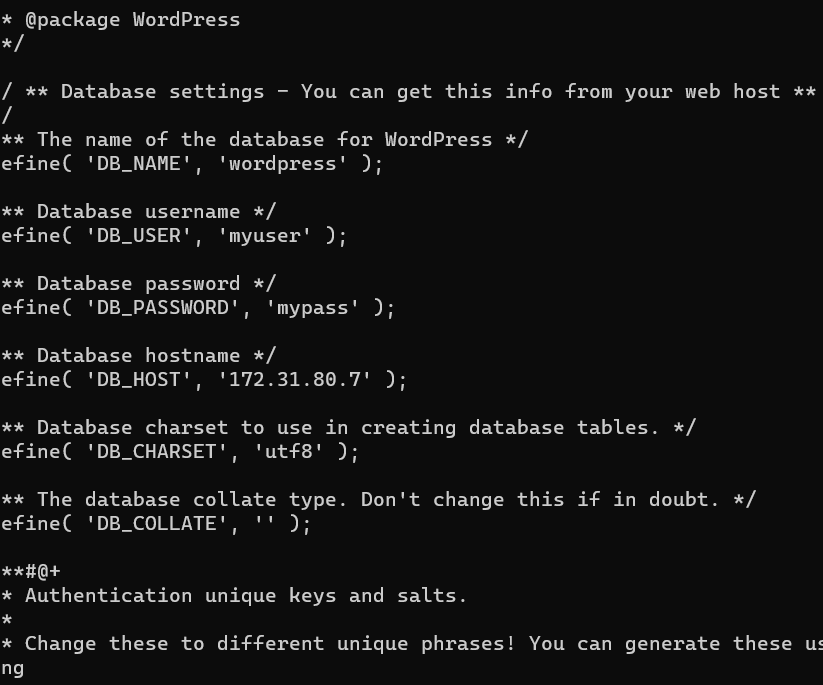 * @package WordPress
*/
/ ** Database settings - You can get this info from your web host **
/
** The name of the database for WordPress */
efine( 'DB_NAME', 'wordpress' );
** Database username */
efine( 'DB_USER', 'myuser' );
** Database password */
efine( 'DB_PASSWORD', 'mypass' );
** Database hostname */
efine( 'DB_HOST', '172.31.80.7' );
** Database charset to use in creating database tables. */
efine( 'DB_CHARSET', 'utf8' );
** The database collate type. Don't change this if in doubt. */
efine( 'DB_COLLATE', '' );
**#@+
* Authentication unique keys and salts.
*
* Change these to different unique phrases! You can generate these us
ng